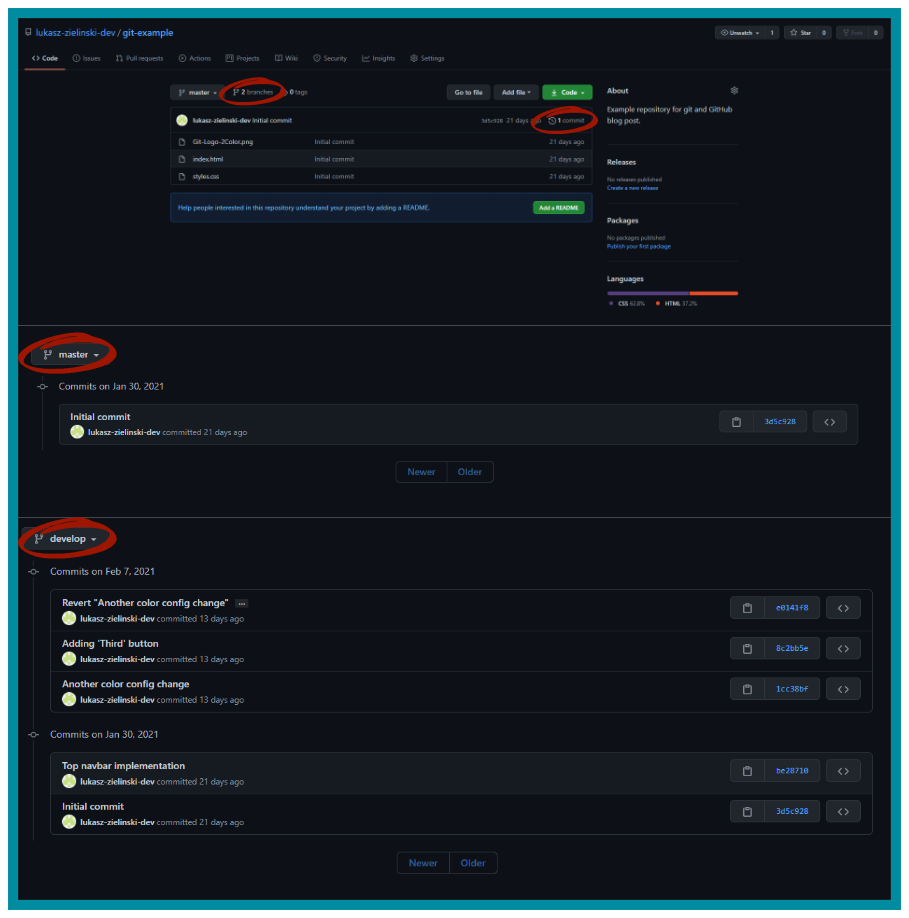 lukasz-zielinski-dev / git-example
Unwatch 1 Star 0 Fork 0
Code Issues Pull requests Actions Projects Wiki Security Insights Settings
master 2 branches 0 tags Go to file Add file Code
lukasz-zielinski-dev Initial commit 3d5c928 21 days ago 1 commit
Git-Logo-2Color.png Initial commit 21 days ago
index.html Initial commit 21 days ago
styles.css Initial commit 21 days ago
Help people interested in this repository understand your project by adding a README. Add a README
About
Example repository for git and GitHub
blog post.
Releases
No releases published
Create a new release
Packages
No packages published
Publish your first package
Languages
CSS 62.8% HTML 37.2%
master
Commits on Jan 30, 2021
Initial commit
lukasz-zielinski-dev committed 21 days ago
3d5c928
Newer Older
develop
Commits on Feb 7, 2021
Revert "Another color config change" ...
lukasz-zielinski-dev committed 13 days ago
e0141f8
Adding 'Third' button
lukasz-zielinski-dev committed 13 days ago
8c2bb5e
Another color config change
lukasz-zielinski-dev committed 13 days ago
1cc38bf
Commits on Jan 30, 2021
Top navbar implementation
lukasz-zielinski-dev committed 21 days ago
be28710
Initial commit
lukasz-zielinski-dev committed 21 days ago
3d5c928
Newer Older